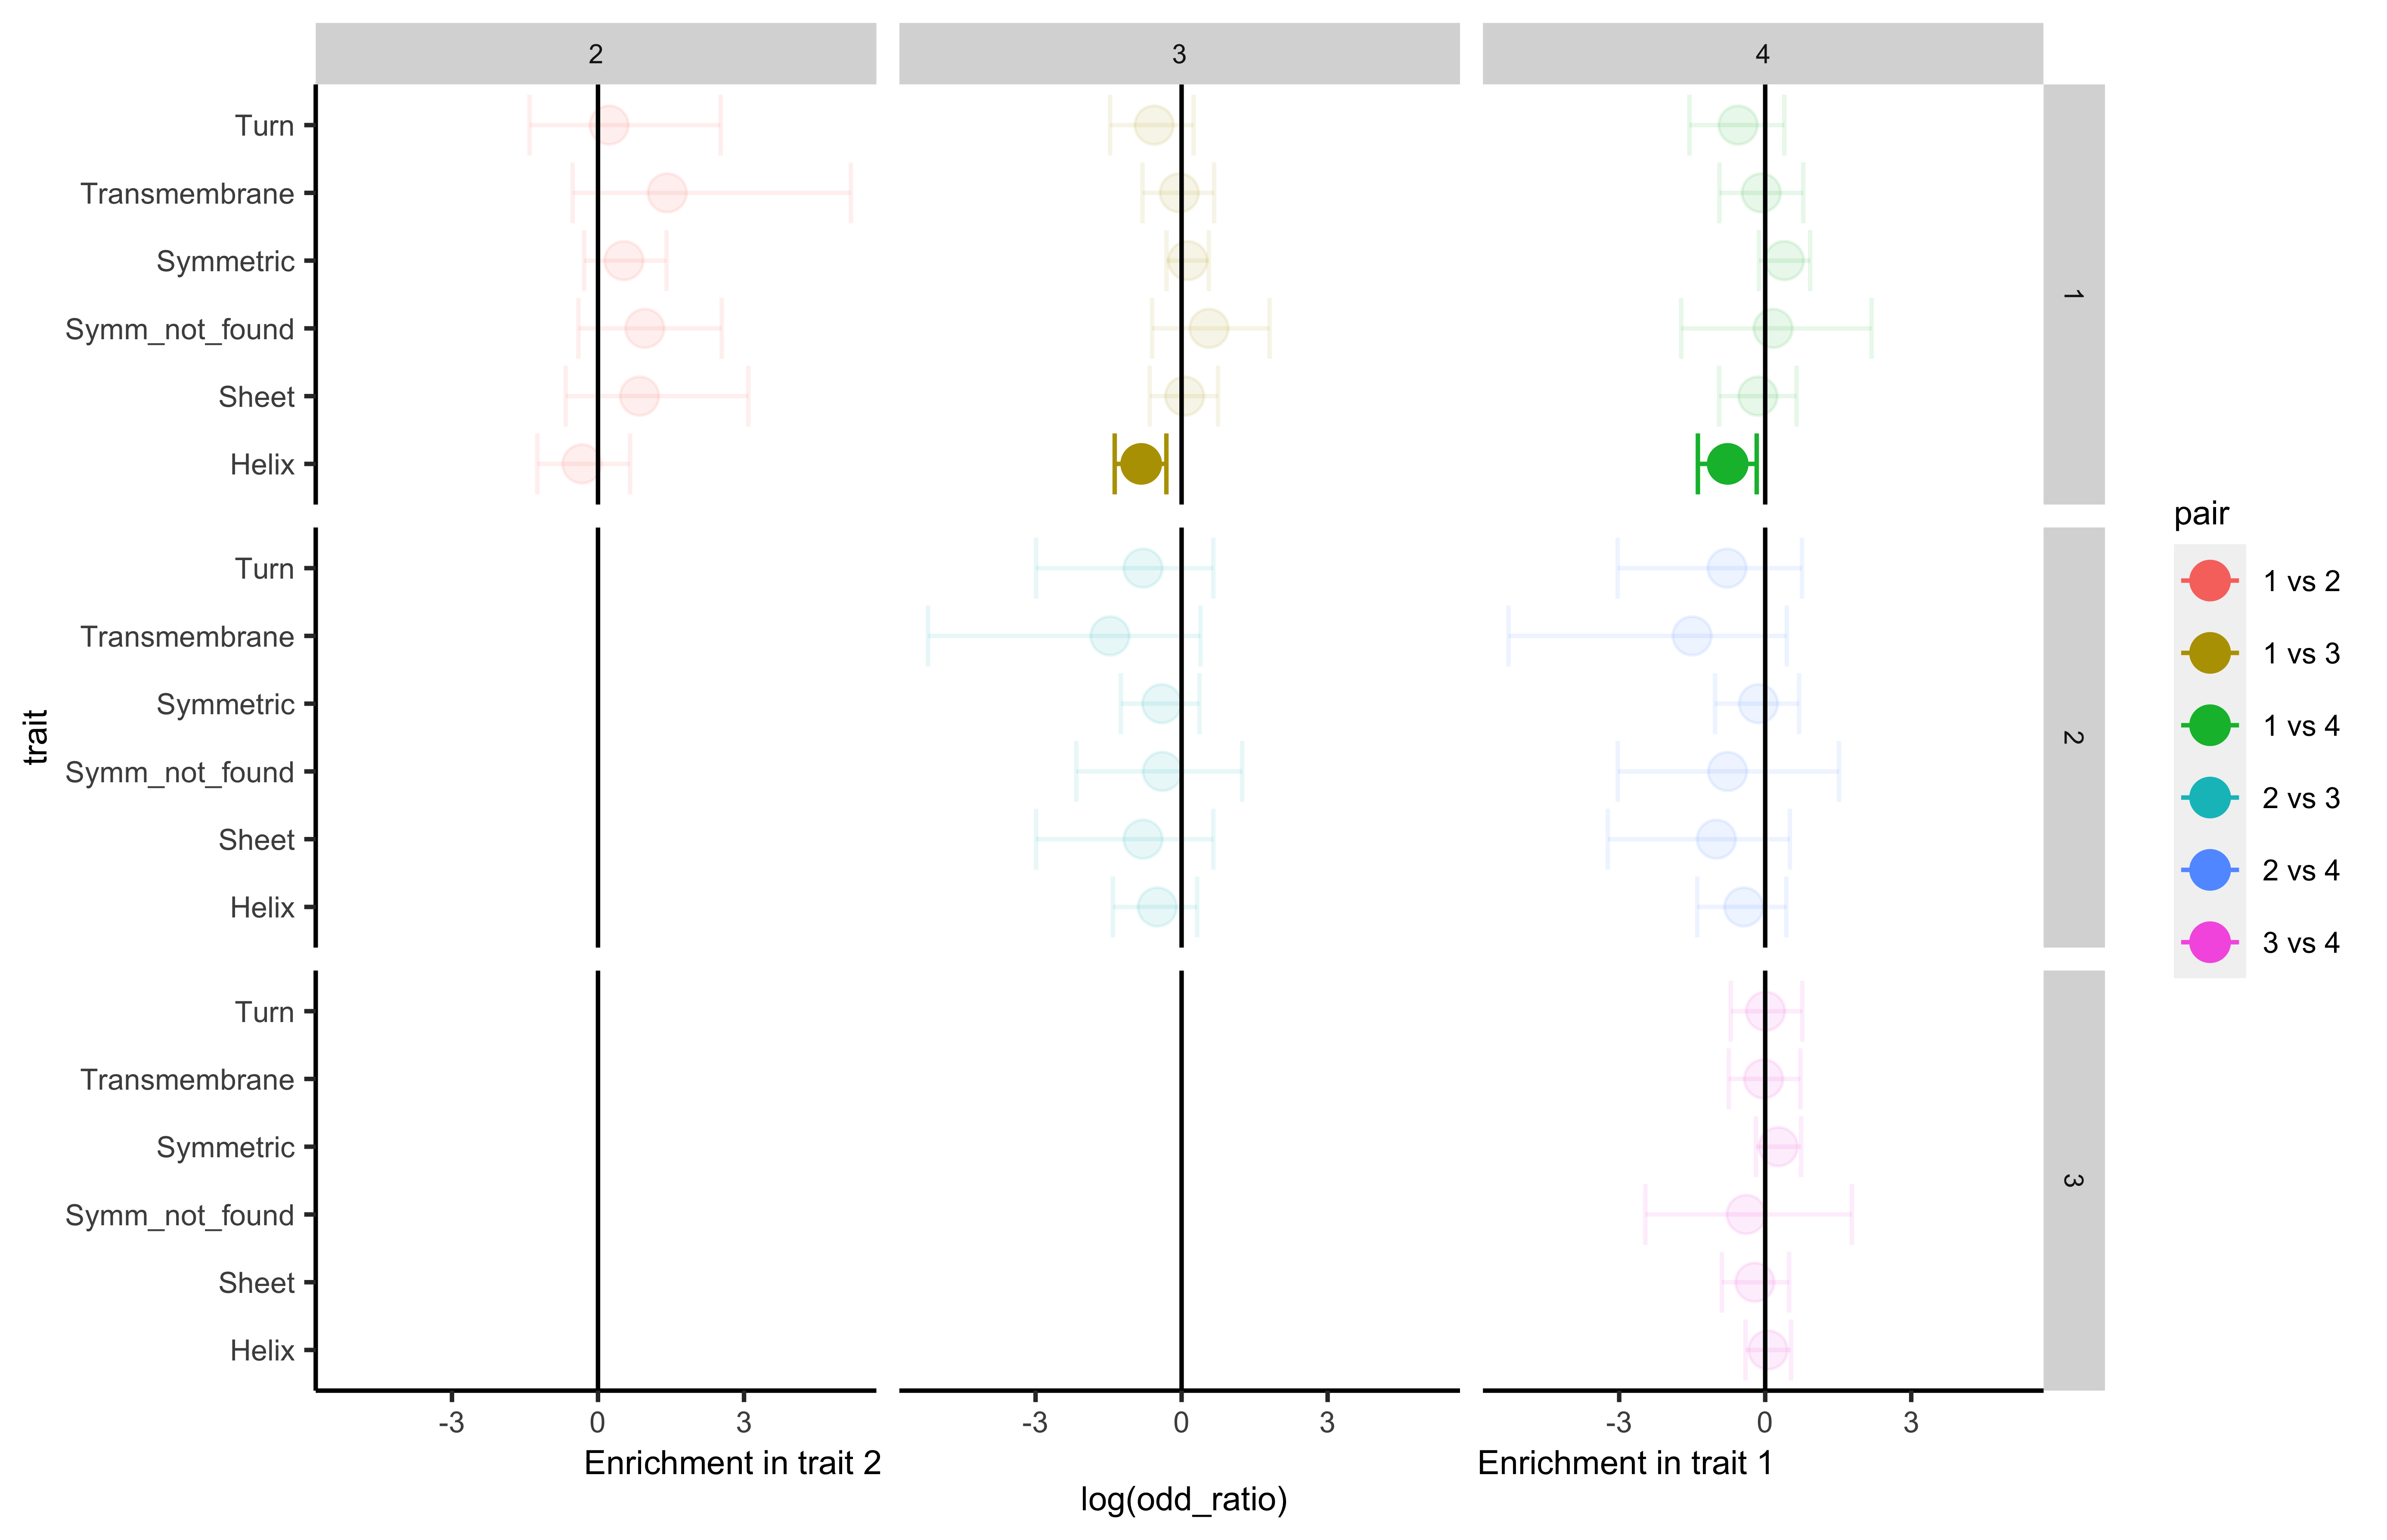 2 3 4
Turn
Transmembrane
Symmetric
Symm_not_found
Sheet
Helix
1
Turn
Transmembrane
Symmetric
Symm_not_found
Sheet
Helix
2
Turn
Transmembrane
Symmetric
Symm_not_found
Sheet
Helix
3
trait
-3 0 3 -3 0 3 -3 0 3
Enrichment in trait 2 Enrichment in trait 1
log(odd_ratio)
pair
1 vs 2
1 vs 3
1 vs 4
2 vs 3
2 vs 4
3 vs 4